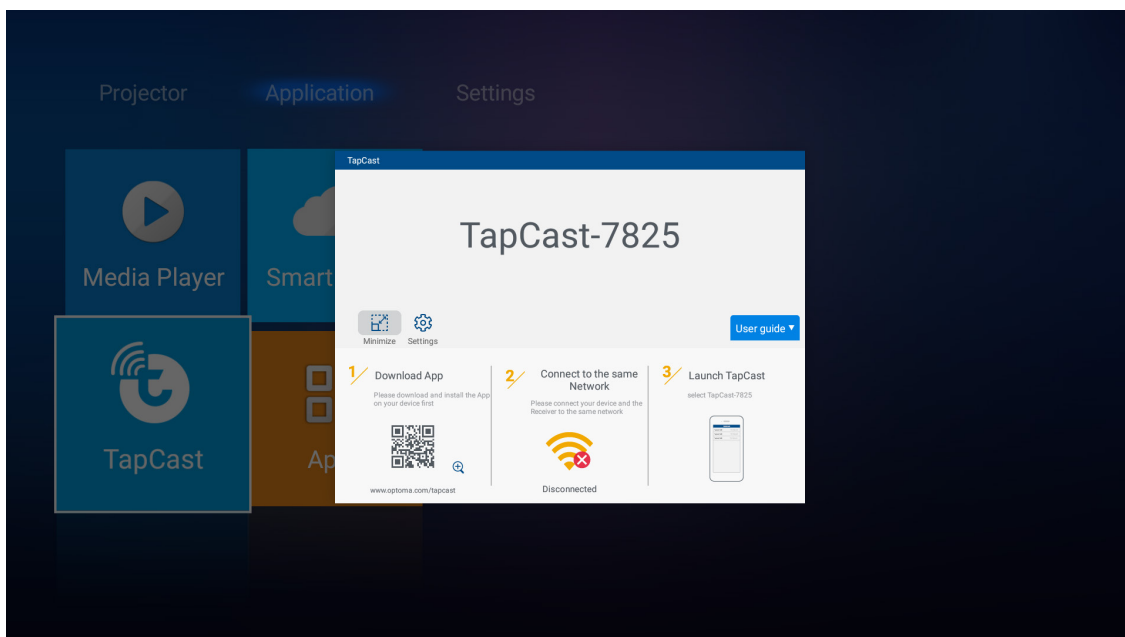 Projector
Application
Settings
TapCast
TapCast-7825
Media Player
Smart
Minimize
Settings
User guide
1/
Download App
Please download and install the App
on your device first
www.optoma.com/tapcast
2/
Connect to the same
Network
Please connect your device and the
Receiver to the same network
Disconnected
3/
Launch TapCast
select TapCast-7825
TapCast
Ap